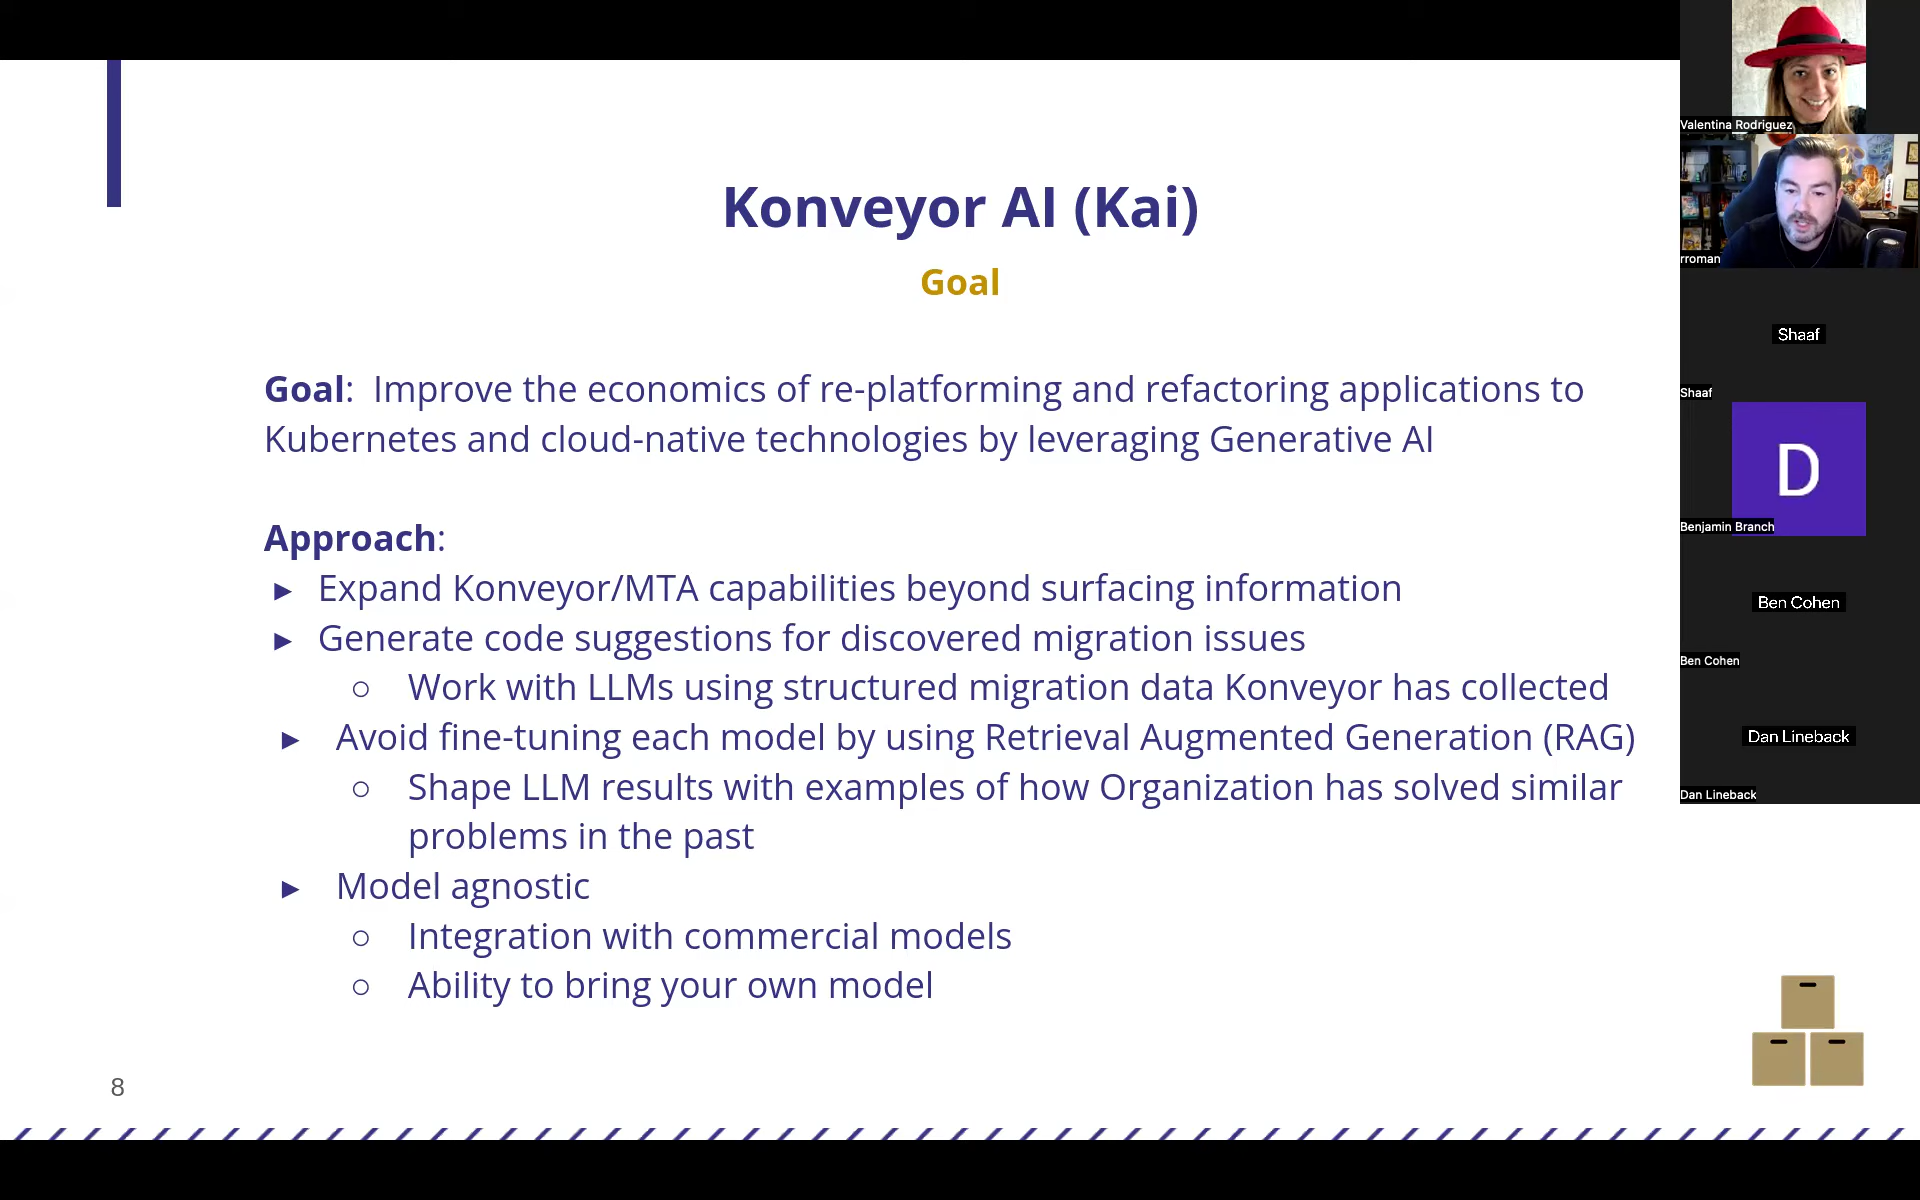 Konveyor AI (Kai)
Goal
Goal:  Improve the economics of re-platforming and refactoring applications to
Kubernetes and cloud-native technologies by leveraging Generative AI
Approach:
► Expand Konveyor/MTA capabilities beyond surfacing information
► Generate code suggestions for discovered migration issues
○ Work with LLMs using structured migration data Konveyor has collected
► Avoid fine-tuning each model by using Retrieval Augmented Generation (RAG)
○ Shape LLM results with examples of how Organization has solved similar
problems in the past
► Model agnostic
○ Integration with commercial models
○ Ability to bring your own model
8
Valentina Rodriguez
rroman
Shaaf
Shaaf
D
Benjamin Branch
Ben Cohen
Ben Cohen
Dan Lineback
Dan Lineback